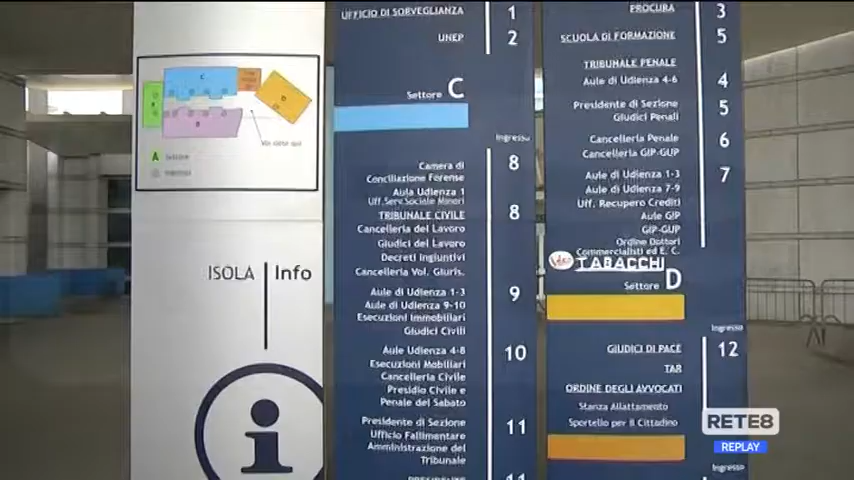 C
D
B
Voi siete qui
A Settore
ISOLA Info
i
UFFICIO DI SORVEGLIANZA 1
UNEP 2
Settore C
Ingresso
Camera di 8
Conciliazione Forense
Aula Udienza 1
Uff.Serv.Sociale Minori
TRIBUNALE CIVILE 8
Cancelleria del Lavoro
Giudici del Lavoro
Decreti Ingiuntivi
Cancelleria Vol. Giuris.
Aule di Udienza 1-3 9
Aule di Udienza 9-10
Esecuzioni Immobiliari
Giudici Civili
Aule Udienza 4-8 10
Esecuzioni Mobiliari
Cancelleria Civile
Presidio Civile e
Penale del Sabato
Presidente di Sezione 11
Ufficio Fallimentare
Amministrazione del
Tribunale
PROCURA 3
SCUOLA DI FORMAZIONE 5
TRIBUNALE PENALE
Aule di Udienza 4-6 4
Presidente di Sezione 5
Giudici Penali
Cancelleria Penale 6
Cancelleria GIP-GUP
Aule di Udienza 1-3 7
Aule di Udienza 7-9
Uff. Recupero Crediti
Aule GIP
GIP-GUP
Ordine Dottori
Commercialisti ed E. C.
TABACCHI
Settore D
Ingresso
GIUDICI DI PACE 12
TAR
ORDINE DEGLI AVVOCATI
Stanza Allattamento
Sportello per il Cittadino
Ingresso
RETE8
REPLAY